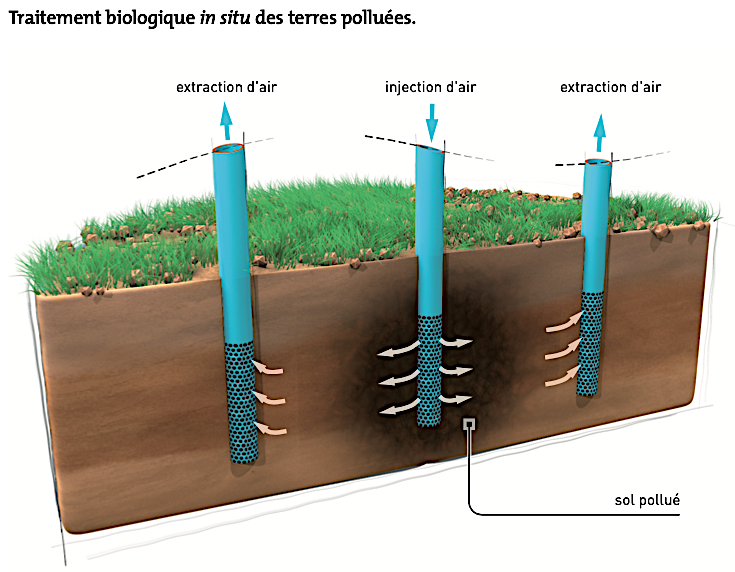 Traitement biologique in situ des terres polluées.
extraction d'air
injection d'air
extraction d'air
sol pollué